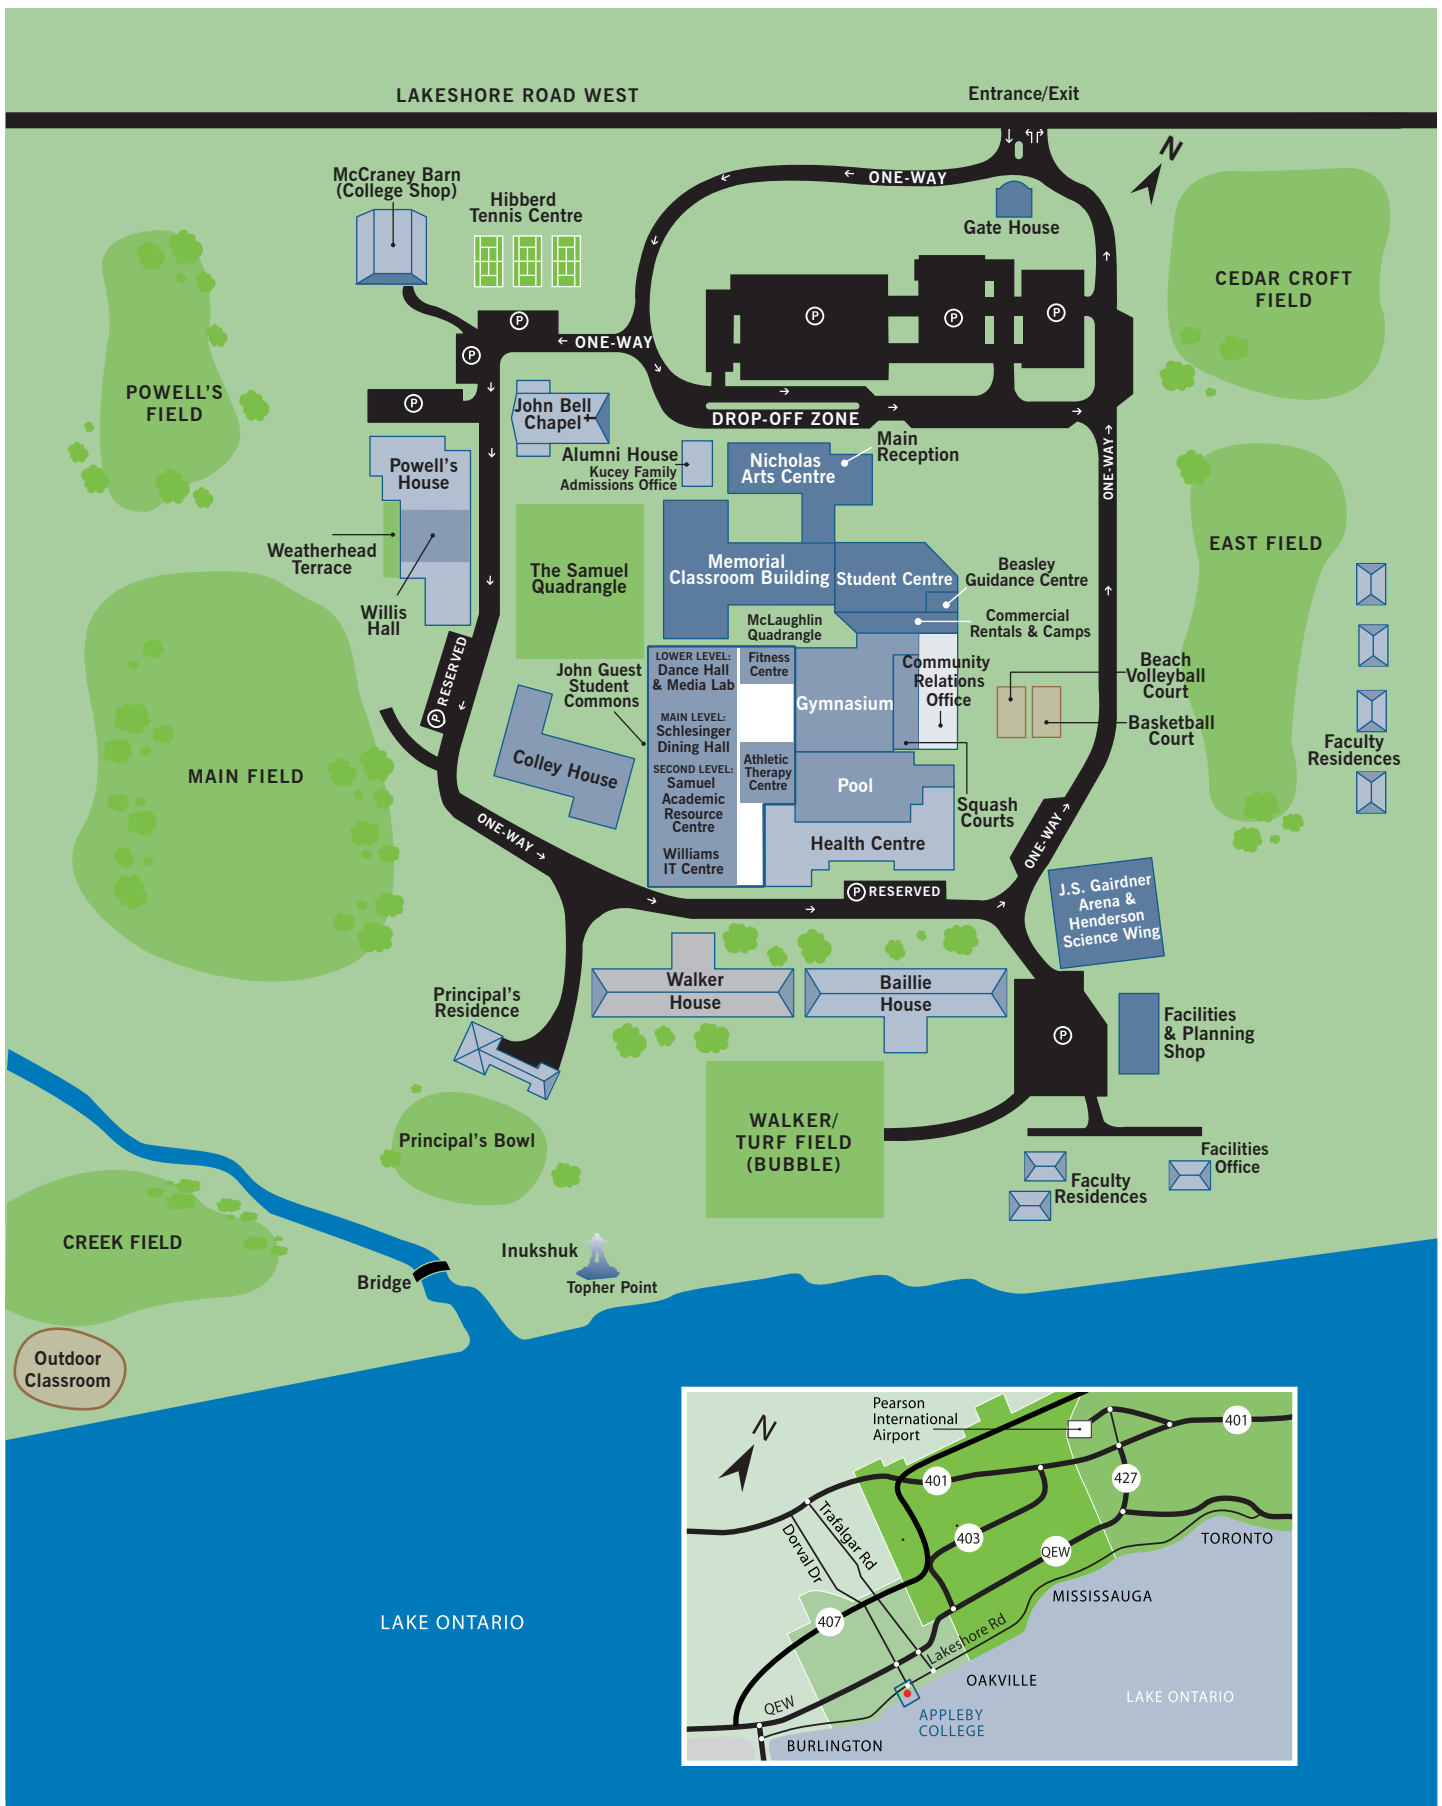 LAKESHORE ROAD WEST
Entrance/Exit
N
McCraney Barn
(College Shop)
Hibberd
Tennis Centre
ONE-WAY
Gate House
CEDAR CROFT
FIELD
P
P
P
P
P
P
ONE-WAY
POWELL'S
FIELD
John Bell
Chapel
DROP-OFF ZONE
Main
Reception
Alumni House
Kucey Family
Admissions Office
Nicholas
Arts Centre
ONE-WAY
Powell's
House
Weatherhead
Terrace
Willis
Hall
The Samuel
Quadrangle
Memorial
Classroom Building
Student Centre
Beasley
Guidance Centre
EAST FIELD
Commercial
Rentals & Camps
McLaughlin
Quadrangle
P RESERVED
John Guest
Student
Commons
LOWER LEVEL:
Dance Hall
& Media Lab
Fitness
Centre
Community
Relations
Office
Beach
Volleyball
Court
Gymnasium
MAIN LEVEL:
Schlesinger
Dining Hall
Basketball
Court
Faculty
Residences
MAIN FIELD
Colley House
SECOND LEVEL:
Samuel
Academic
Resource
Centre
Williams
IT Centre
Athletic
Therapy
Centre
Pool
Squash
Courts
Health Centre
ONE-WAY
ONE-WAY
P RESERVED
J.S. Gairdner
Arena &
Henderson
Science Wing
Walker
House
Baillie
House
Principal's
Residence
P
Facilities
& Planning
Shop
Principal's Bowl
WALKER/
TURF FIELD
(BUBBLE)
Facilities
Office
Faculty
Residences
CREEK FIELD
Inukshuk
Bridge
Topher Point
Outdoor
Classroom
LAKE ONTARIO
N
Pearson
International
Airport
401
401
427
Trafalgar Rd
Dorval Dr
403
QEW
TORONTO
MISSISSAUGA
407
Lakeshore Rd
OAKVILLE
LAKE ONTARIO
QEW
APPLEBY
COLLEGE
BURLINGTON